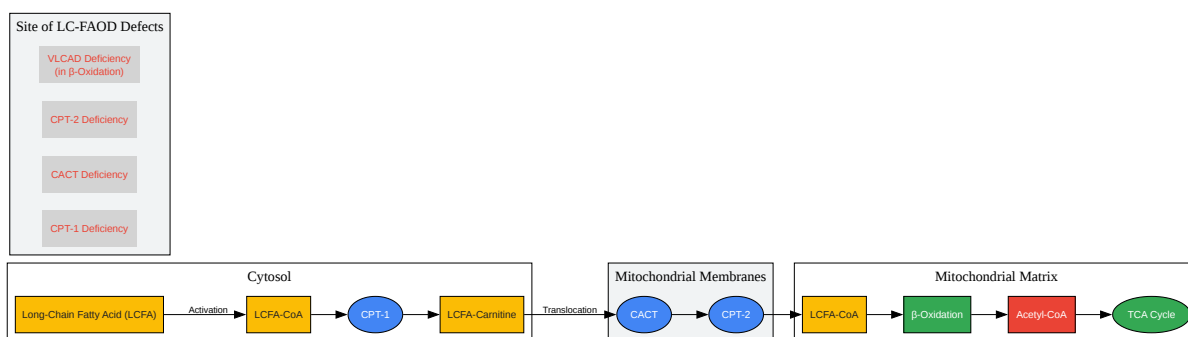 Site of LC-FAOD Defects
VLCAD Deficiency
(in β-Oxidation)
CPT-2 Deficiency
CACT Deficiency
CPT-1 Deficiency
Cytosol
Long-Chain Fatty Acid (LCFA)
Activation
LCFA-CoA
CPT-1
LCFA-Carnitine
Translocation
Mitochondrial Membranes
CACT
CPT-2
Mitochondrial Matrix
LCFA-CoA
β-Oxidation
Acetyl-CoA
TCA Cycle